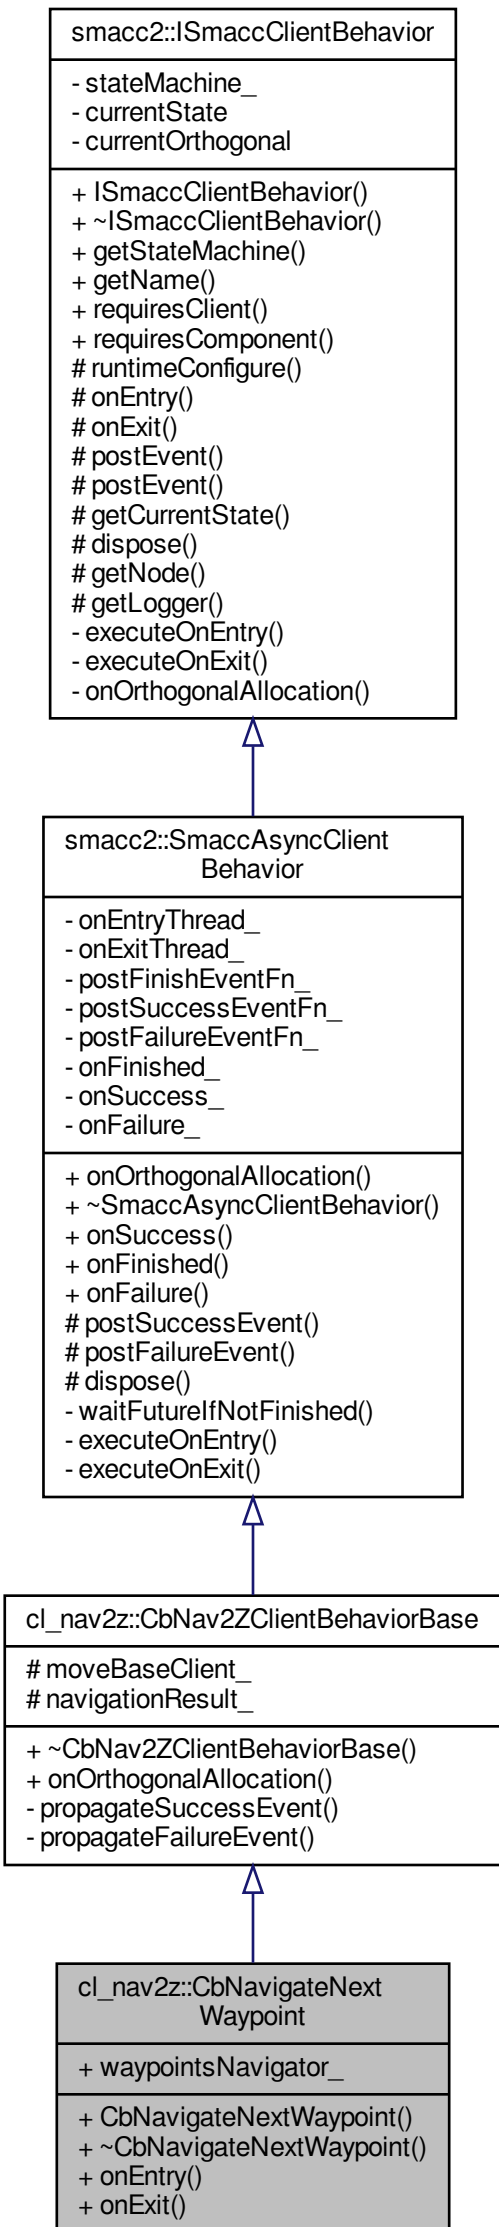 smacc2::ISmaccClientBehavior
- stateMachine_
- currentState
- currentOrthogonal
+ ISmaccClientBehavior()
+ ~ISmaccClientBehavior()
+ getStateMachine()
+ getName()
+ requiresClient()
+ requiresComponent()
# runtimeConfigure()
# onEntry()
# onExit()
# postEvent()
# postEvent()
# getCurrentState()
# dispose()
# getNode()
# getLogger()
- executeOnEntry()
- executeOnExit()
- onOrthogonalAllocation()
smacc2::SmaccAsyncClient
Behavior
- onEntryThread_
- onExitThread_
- postFinishEventFn_
- postSuccessEventFn_
- postFailureEventFn_
- onFinished_
- onSuccess_
- onFailure_
+ onOrthogonalAllocation()
+ ~SmaccAsyncClientBehavior()
+ onSuccess()
+ onFinished()
+ onFailure()
# postSuccessEvent()
# postFailureEvent()
# dispose()
- waitFutureIfNotFinished()
- executeOnEntry()
- executeOnExit()
cl_nav2z::CbNav2ZClientBehaviorBase
# moveBaseClient_
# navigationResult_
+ ~CbNav2ZClientBehaviorBase()
+ onOrthogonalAllocation()
- propagateSuccessEvent()
- propagateFailureEvent()
cl_nav2z::CbNavigateNext
Waypoint
+ waypointsNavigator_
+ CbNavigateNextWaypoint()
+ ~CbNavigateNextWaypoint()
+ onEntry()
+ onExit()